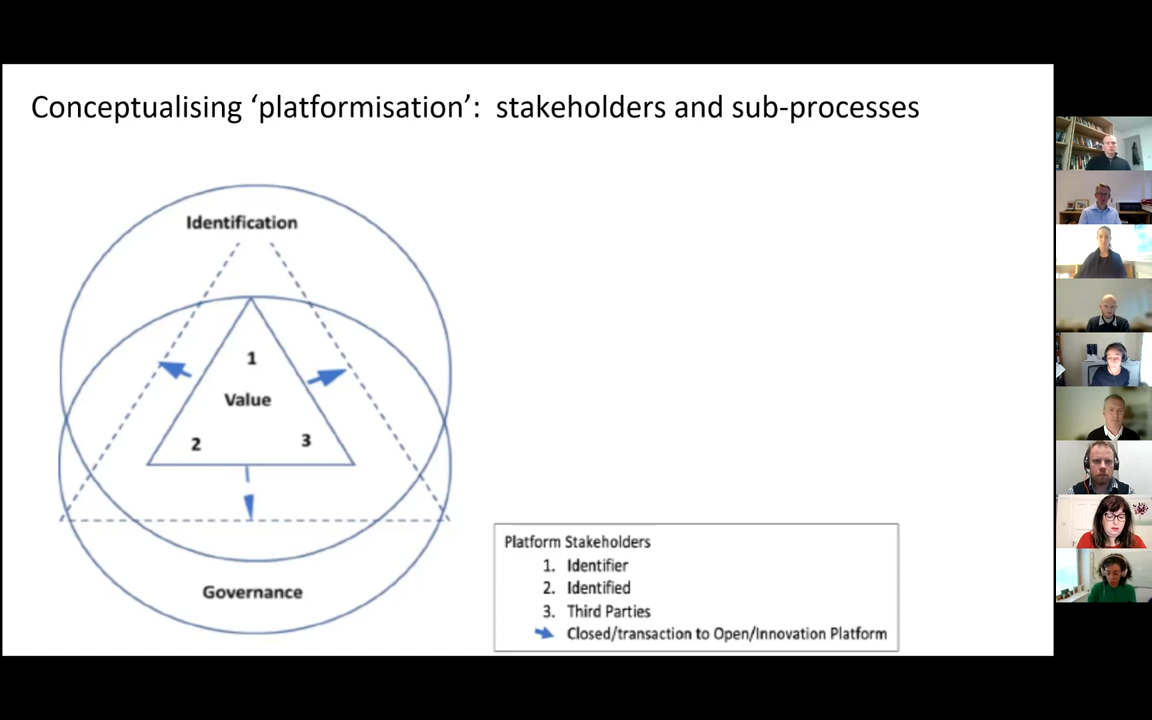 Conceptualising ‘platformisation’: stakeholders and sub-processes
Identification
1
Value
2
3
Governance
Platform Stakeholders
1. Identifier
2. Identified
3. Third Parties
Closed/transaction to Open/Innovation Platform